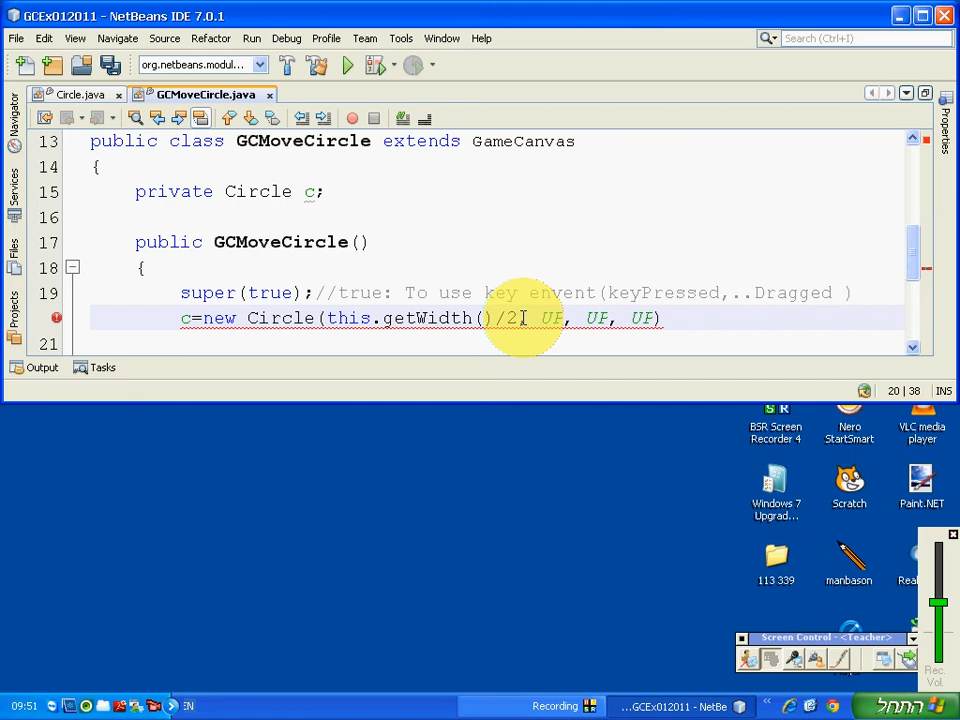 GCEx012011 - NetBeans IDE 7.0.1
File Edit View Navigate Source Refactor Run Debug Profile Team Tools Window Help
Search (Ctrl+I)
org.netbeans.modul...
Circle.java
GCMoveCircle.java
Navigator
Services
Files
Projects
Properties
13 public class GCMoveCircle extends GameCanvas
14 {
15 private Circle c;
16
17 public GCMoveCircle()
18 {
19 super(true);//true: To use key envent(keyPressed,..Dragged )
20 c=new Circle(this.getWidth()/2, UP, UP, UP)
21
Output Tasks
20 | 38 INS
BSR Screen
Recorder 4
Nero
StartSmart
VLC media
player
Windows 7
Upgrad...
Scratch
Paint.NET
113 339
manbason
Screen Control - <Teacher>
Rec.
Vol.
09:51
EN
Recording
...GCEx012011 - NetBe
התחל